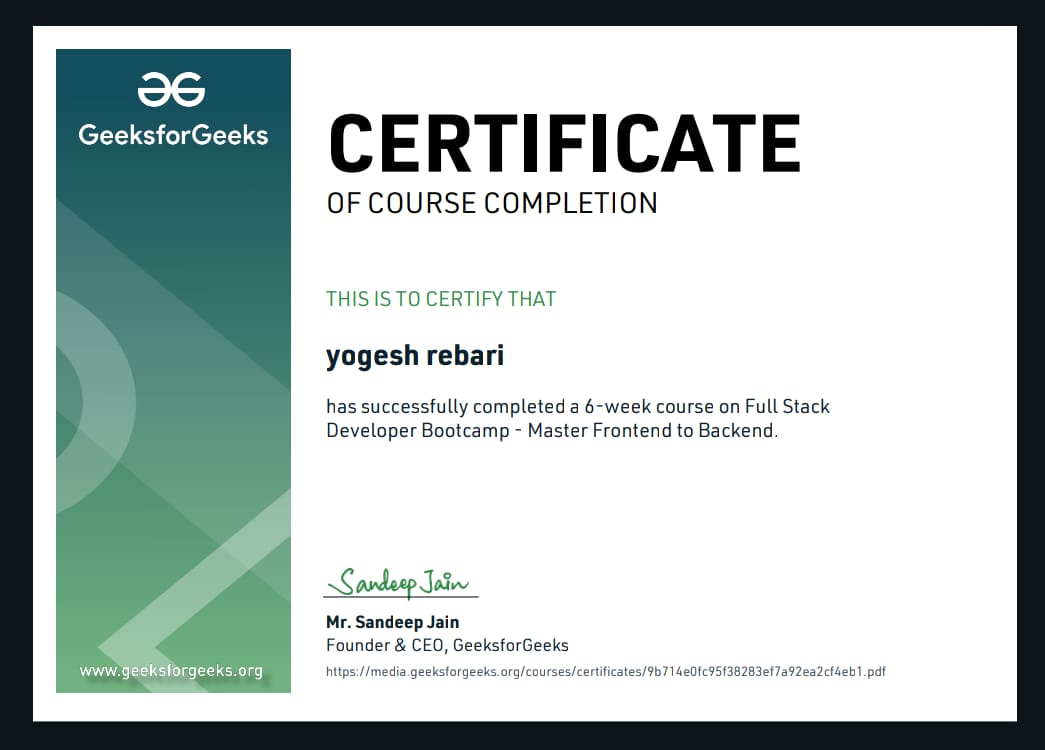 GeeksforGeeks
CERTIFICATE
OF COURSE COMPLETION
THIS IS TO CERTIFY THAT
yogesh rebari
has successfully completed a 6-week course on Full Stack
Developer Bootcamp - Master Frontend to Backend.
Sandeep Jain
Mr. Sandeep Jain
Founder & CEO, GeeksforGeeks
https://media.geeksforgeeks.org/courses/certificates/9b714e0fc95f38283ef7a92ea2cf4eb1.pdf
www.geeksforgeeks.org